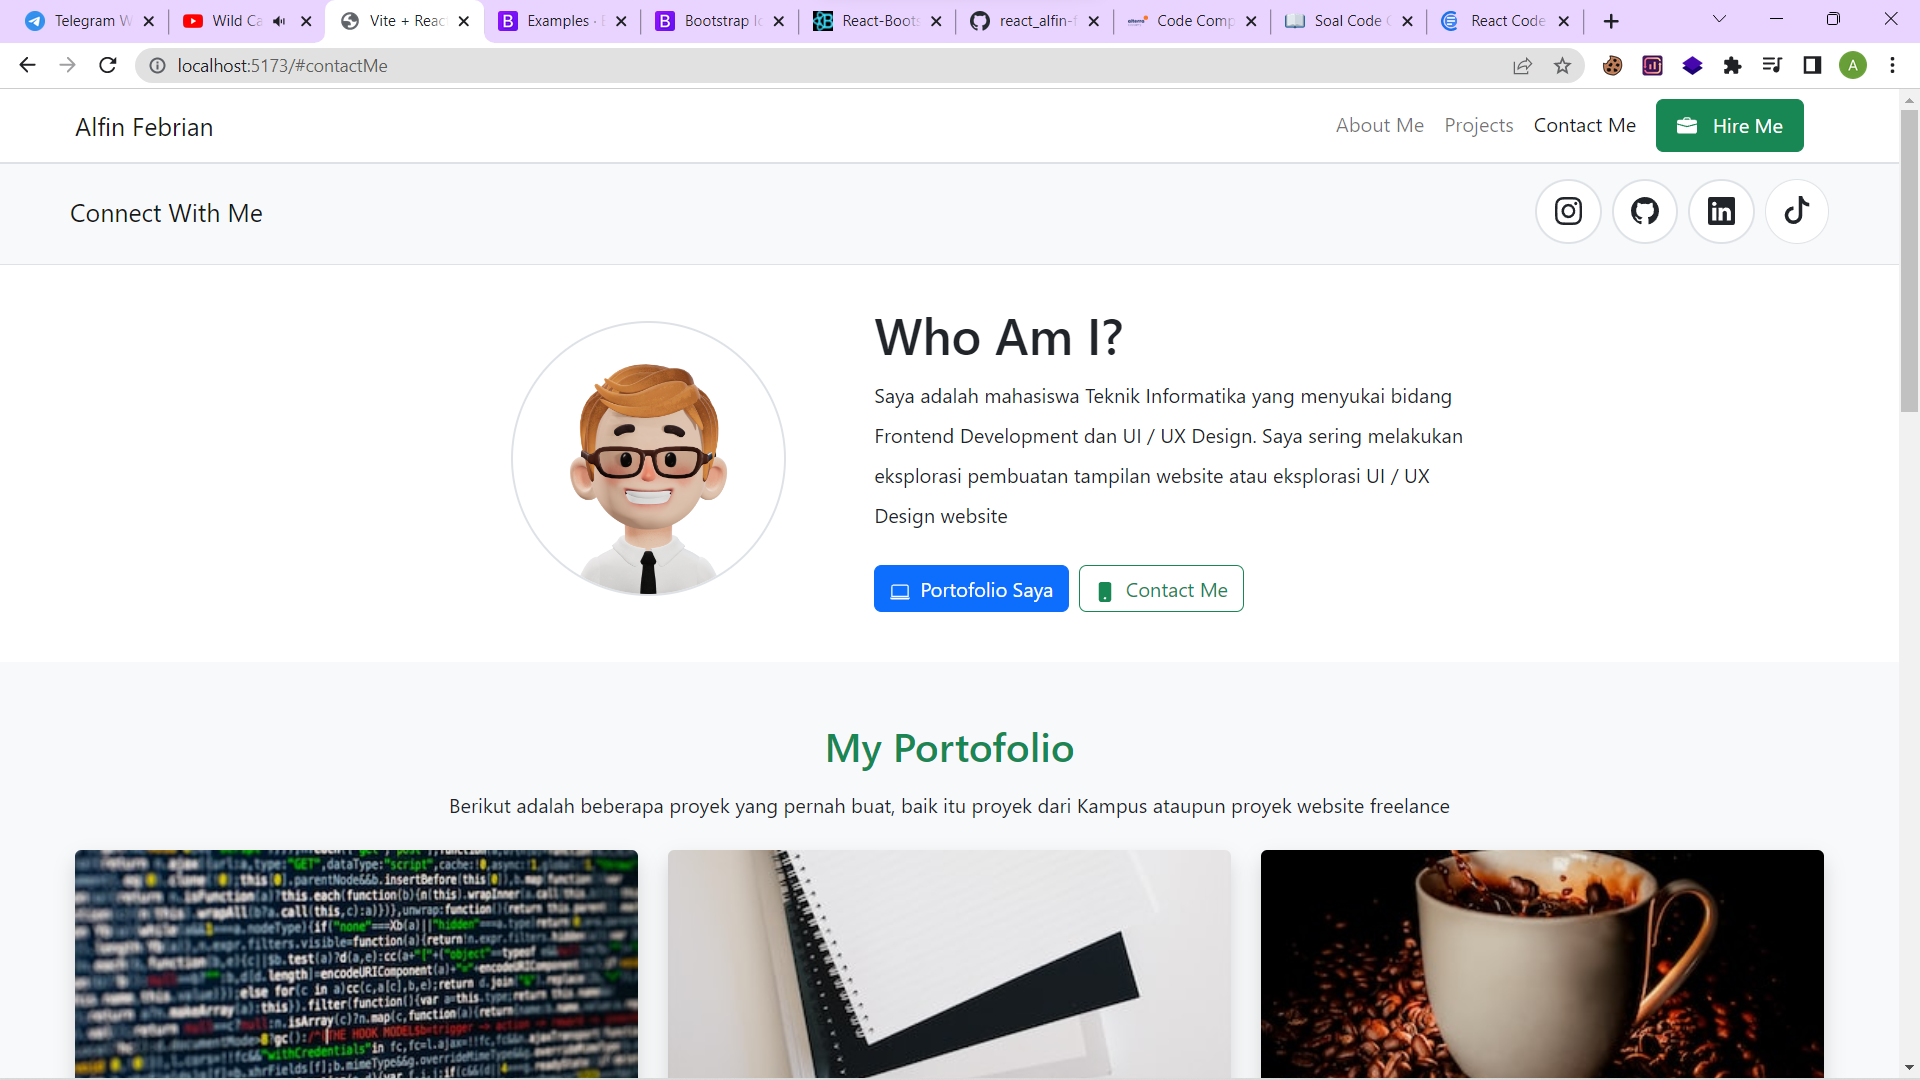 Telegram W
Wild Ca
Vite + Reac
Examples · 
Bootstrap Ic
React-Boots
react_alfin-f
Code Comp
Soal Code C
React Code
localhost:5173/#contactMe
A
Alfin Febrian
About Me
Projects
Contact Me
Hire Me
Connect With Me
Who Am I?
Saya adalah mahasiswa Teknik Informatika yang menyukai bidang
Frontend Development dan UI / UX Design. Saya sering melakukan
eksplorasi pembuatan tampilan website atau eksplorasi UI / UX
Design website
Portofolio Saya
Contact Me
My Portofolio
Berikut adalah beberapa proyek yang pernah buat, baik itu proyek dari Kampus ataupun proyek website freelance